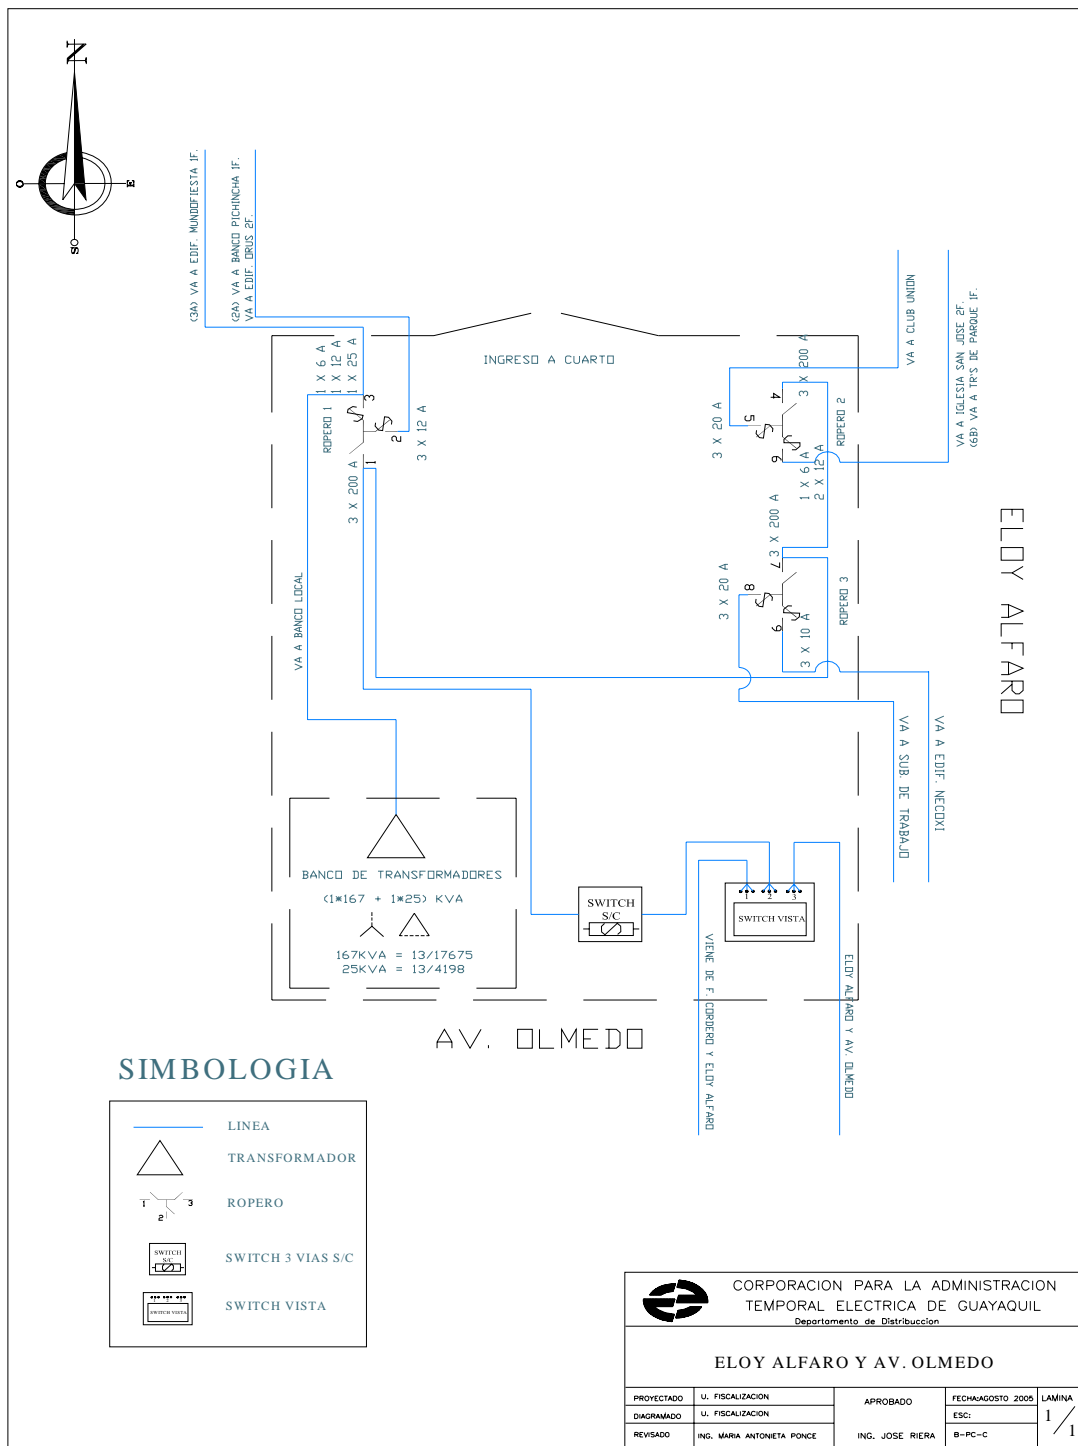 N
O
E
SO
(3A) VA A EDIF. MUNDOFIESTA 1F.
(2A) VA A BANCO PICHINCHA 1F.
VA A EDIF. ORUS 2F.
VA A CLUB UNION
VA A IGLESIA SAN JOSE 2F.
(6B) VA A TR'S DE PARQUE 1F.
INGRESO A CUARTO
1 X 6 A
1 X 12 A
1 X 25 A
ROPERO 1
3
2
1
3 X 12 A
3 X 200 A
3 X 200 A
4
5
6
3 X 20 A
ROPERO 2
1 X 6 A
2 X 12 A
3 X 200 A
7
8
9
3 X 20 A
ROPERO 3
3 X 10 A
ELOY ALFARO
VA A BANCO LOCAL
VA A SUB. DE TRABAJO
VA A EDIF. NECOXI
BANCO DE TRANSFORMADORES
(1*167 + 1*25) KVA
167KVA = 13/17675
25KVA = 13/4198
SWITCH
S/C
1 2 3
SWITCH VISTA
VIENE DE F. CORDERO Y ELOY ALFARO
ELOY ALFARO Y AV. OLMEDO
AV. OLMEDO
SIMBOLOGIA
LINEA
TRANSFORMADOR
1 2 3
ROPERO
SWITCH
S/C
SWITCH 3 VIAS S/C
SWITCH VISTA
SWITCH VISTA
CORPORACION PARA LA ADMINISTRACION
TEMPORAL ELECTRICA DE GUAYAQUIL
Departamento de Distribuccion
ELOY ALFARO Y AV. OLMEDO
PROYECTADO U. FISCALIZACION
DIAGRAMADO U. FISCALIZACION
REVISADO ING. MARIA ANTONIETA PONCE
APROBADO
ING. JOSE RIERA
FECHA:AGOSTO 2005
ESC:
B-PC-C
LAMINA
1/1